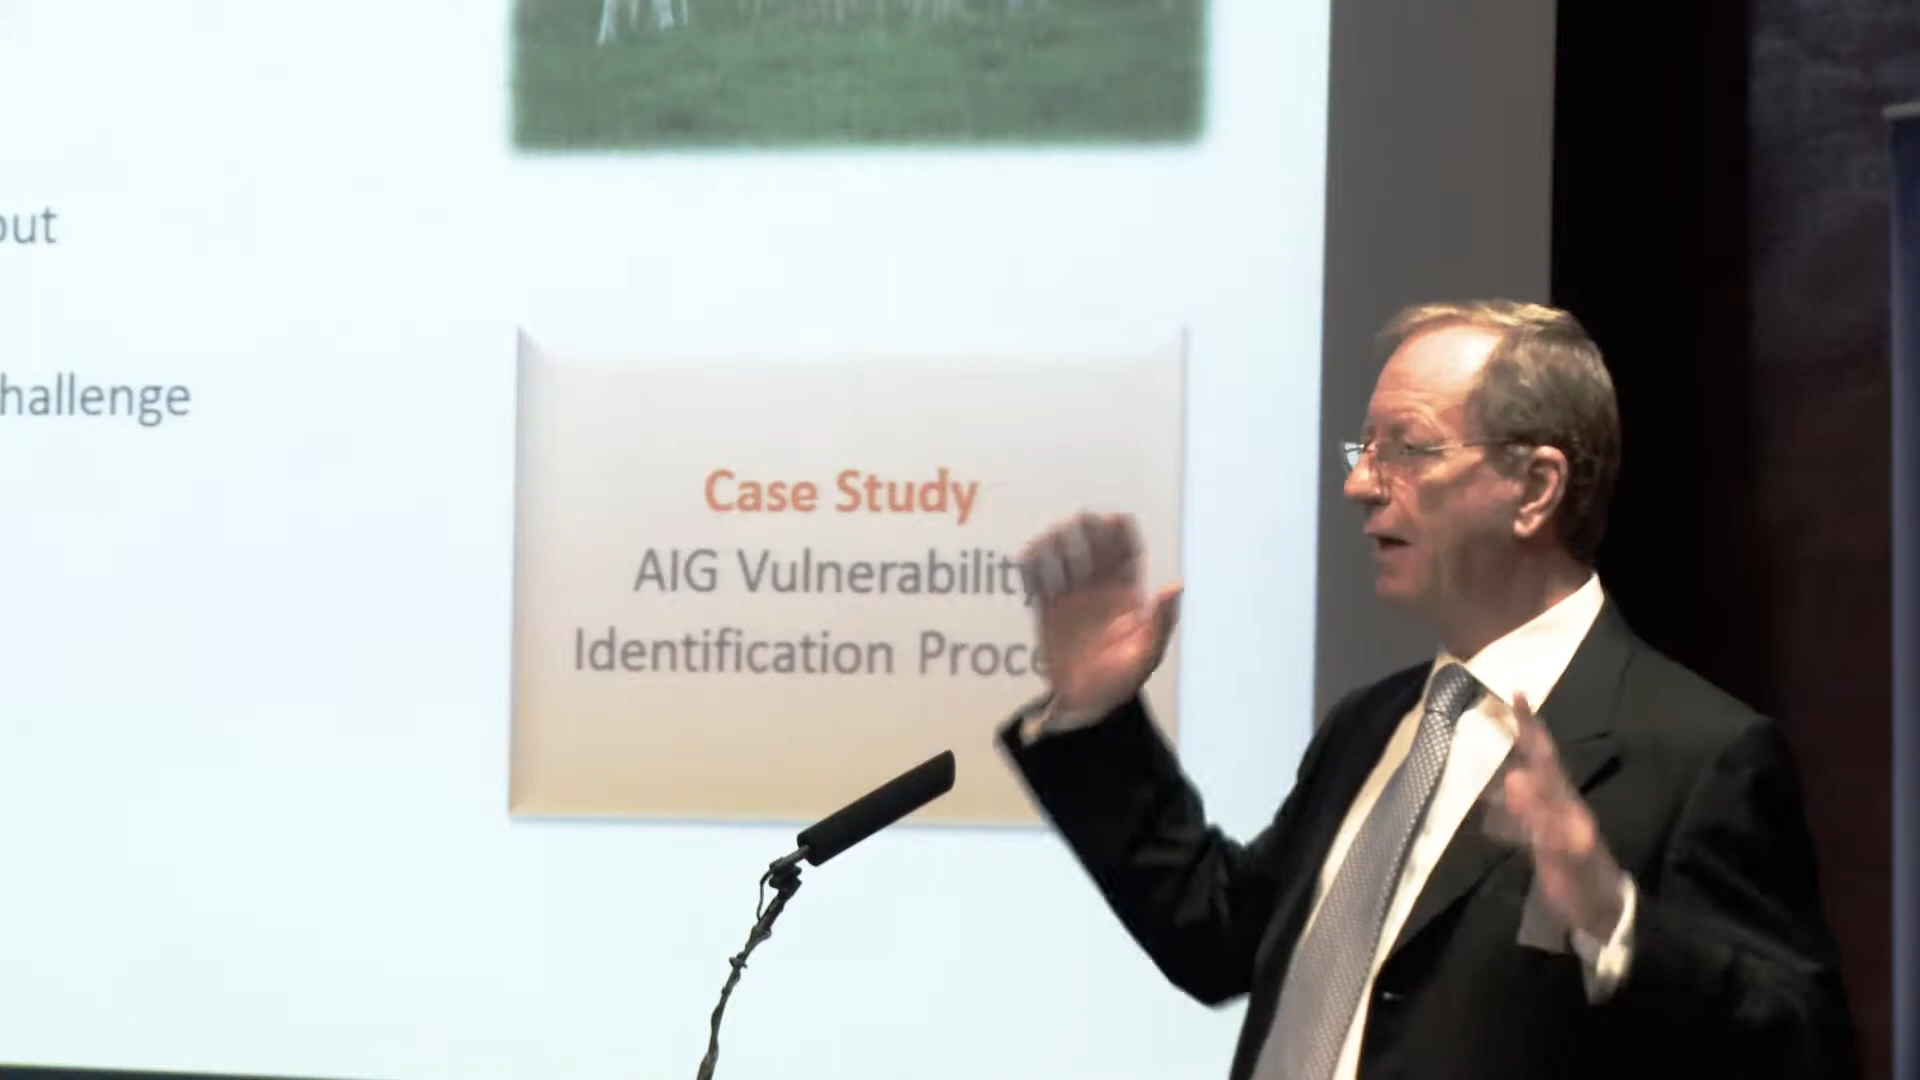 out
hallenge
Case Study
AIG Vulnerability
Identification Proce